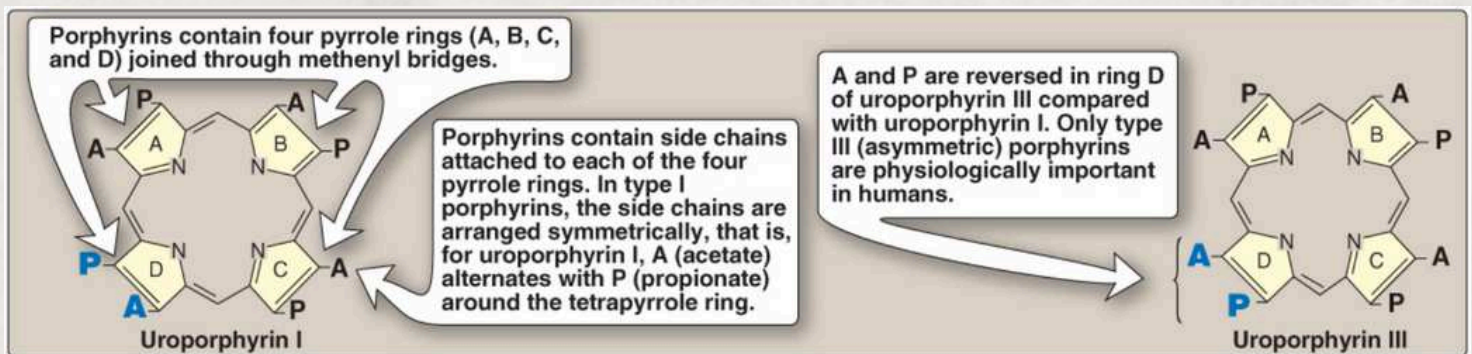 Porphyrins contain four pyrrole rings (A, B, C,
and D) joined through methenyl bridges.
P
A
A
A
B
P
N
N
N
N
P
D
C
A
A
P
Uroporphyrin I
Porphyrins contain side chains
attached to each of the four
pyrrole rings. In type I
porphyrins, the side chains are
arranged symmetrically, that is,
for uroporphyrin I, A (acetate)
alternates with P (propionate)
around the tetrapyrrole ring.
A and P are reversed in ring D
of uroporphyrin III compared
with uroporphyrin I. Only type
III (asymmetric) porphyrins
are physiologically important
in humans.
P
A
A
A
B
P
N
N
N
N
A
D
C
A
P
P
Uroporphyrin III